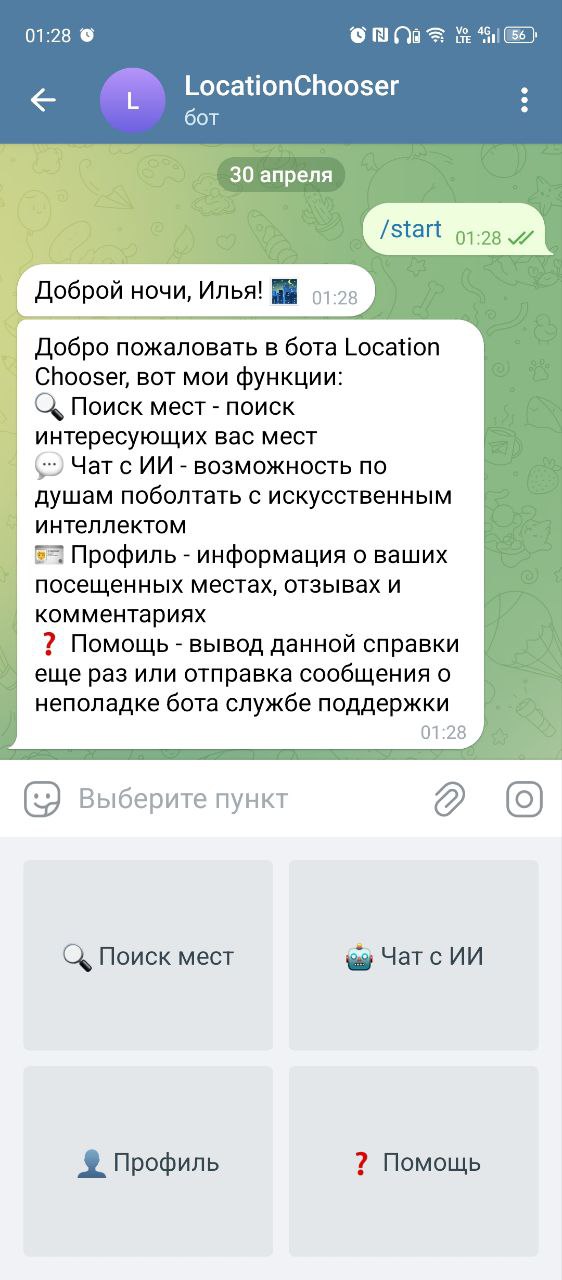 01:28
Vo LTE 4G 56
L
LocationChooser
бот
30 апреля
/start 01:28
Доброй ночи, Илья! 🌃 01:28
Добро пожаловать в бота Location
Chooser, вот мои функции:
🔍 Поиск мест - поиск
интересующих вас мест
💬 Чат с ИИ - возможность по
душам поболтать с искусственным
интеллектом
🪪 Профиль - информация о ваших
посещенных местах, отзывах и
комментариях
❓ Помощь - вывод данной справки
еще раз или отправка сообщения о
неполадке бота службе поддержки
01:28
Выберите пункт
🔍 Поиск мест
🤖 Чат с ИИ
👤 Профиль
❓ Помощь